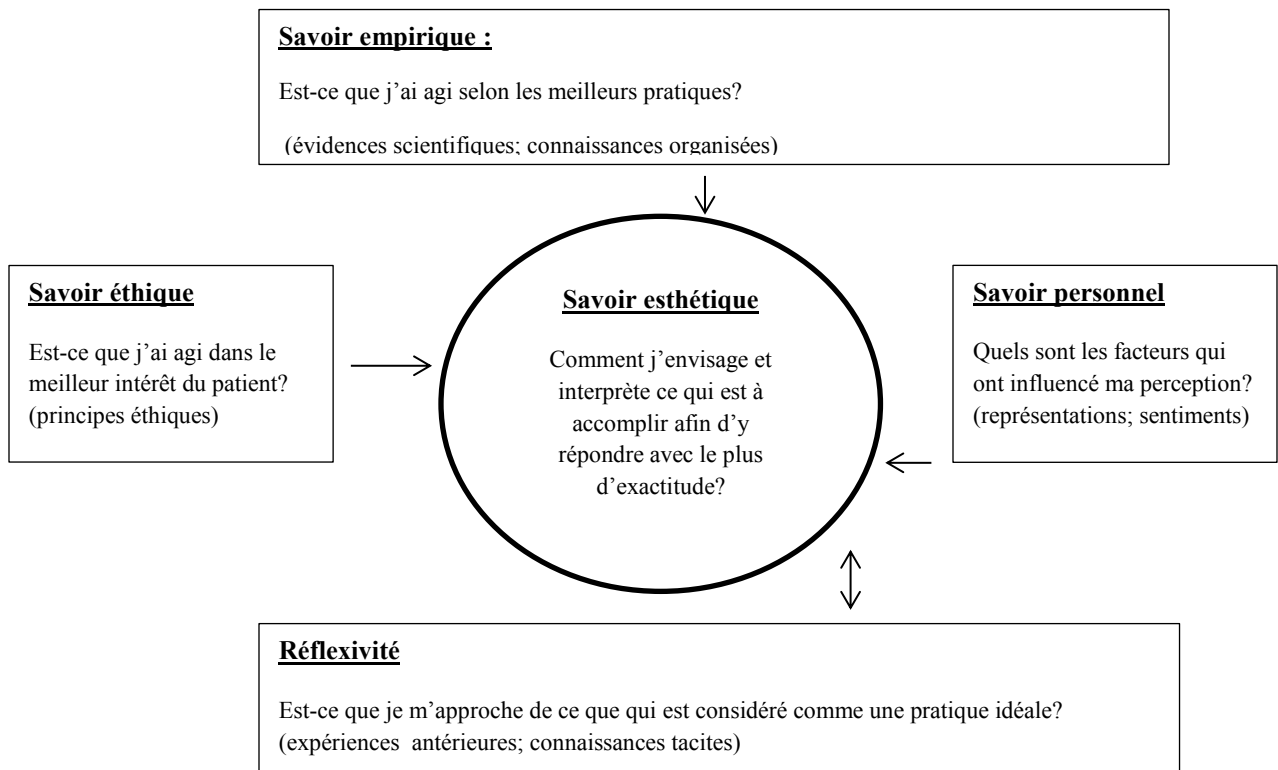 Savoir empirique :
Est-ce que j’ai agi selon les meilleurs pratiques?
(évidences scientifiques; connaissances organisées)
Savoir éthique
Est-ce que j’ai agi dans le
meilleur intérêt du patient?
(principes éthiques)
Savoir esthétique
Comment j’envisage et
interprète ce qui est à
accomplir afin d’y
répondre avec le plus
d’exactitude?
Savoir personnel
Quels sont les facteurs qui
ont influencé ma perception?
(représentations; sentiments)
Réflexivité
Est-ce que je m’approche de ce que qui est considéré comme une pratique idéale?
(expériences antérieures; connaissances tacites)